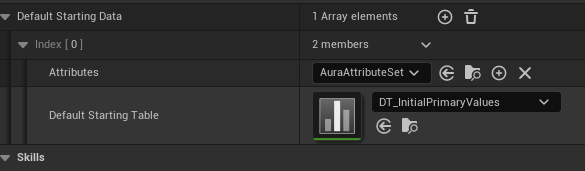 Default Starting Data 1 Array elements
Index [ 0 ] 2 members
Attributes AuraAttributeSet
Default Starting Table DT_InitialPrimaryValues
Skills